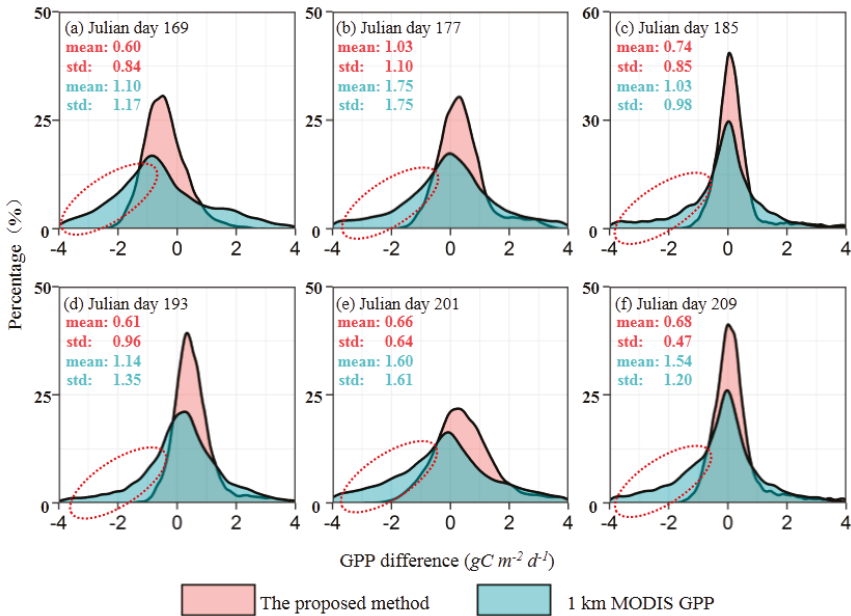 (a) Julian day 169
mean: 0.60
std: 0.84
mean: 1.10
std: 1.17
50
25
0
-4 -2 0 2 4
(b) Julian day 177
mean: 1.03
std: 1.10
mean: 1.75
std: 1.75
50
25
0
-4 -2 0 2 4
(c) Julian day 185
mean: 0.74
std: 0.85
mean: 1.03
std: 0.98
60
30
0
-4 -2 0 2 4
Percentage (%)
(d) Julian day 193
mean: 0.61
std: 0.96
mean: 1.14
std: 1.35
50
25
0
-4 -2 0 2 4
(e) Julian day 201
mean: 0.66
std: 0.64
mean: 1.60
std: 1.61
50
25
0
-4 -2 0 2 4
(f) Julian day 209
mean: 0.68
std: 0.47
mean: 1.54
std: 1.20
50
25
0
-4 -2 0 2 4
GPP difference (gC m⁻² d⁻¹)
The proposed method
1 km MODIS GPP